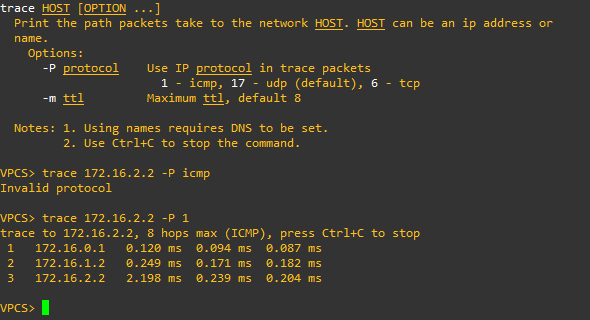 trace HOST [OPTION ...]
Print the path packets take to the network HOST. HOST can be an ip address or
name.
Options:
-P protocol    Use IP protocol in trace packets
1 - icmp, 17 - udp (default), 6 - tcp
-m ttl         Maximum ttl, default 8
Notes: 1. Using names requires DNS to be set.
2. Use Ctrl+C to stop the command.
VPCS> trace 172.16.2.2 -P icmp
Invalid protocol
VPCS> trace 172.16.2.2 -P 1
trace to 172.16.2.2, 8 hops max (ICMP), press Ctrl+C to stop
1   172.16.0.1   0.120 ms  0.094 ms  0.087 ms
2   172.16.1.2   0.249 ms  0.171 ms  0.182 ms
3   172.16.2.2   2.198 ms  0.239 ms  0.204 ms
VPCS>